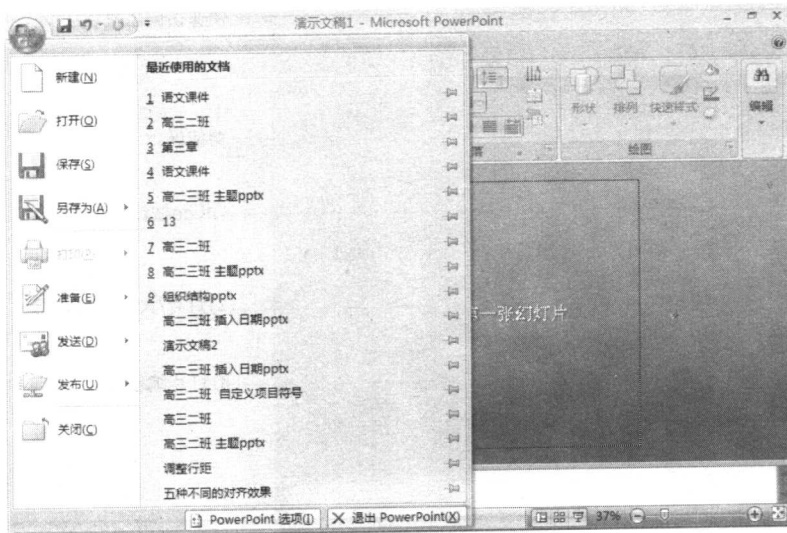 演示文稿1 - Microsoft PowerPoint
新建(N)
打开(O)
保存(S)
另存为(A)
打印(P)
准备(E)
发送(D)
发布(U)
关闭(C)
最近使用的文档
1 语文课件
2 高三二班
3 第三章
4 语文课件
5 高二三班 主题pptx
6 13
7 高三二班
8 高二三班 主题pptx
9 组织结构pptx
高二三班 插入日期pptx
演示文稿2
高二三班 插入日期pptx
高三二班 自定义项目符号
高三二班
高三二班 主题pptx
调整行距
五种不同的对齐效果
PowerPoint 选项(I)
退出 PowerPoint(X)
形状
排列
快速样式
编辑
绘图
一张幻灯片
37%